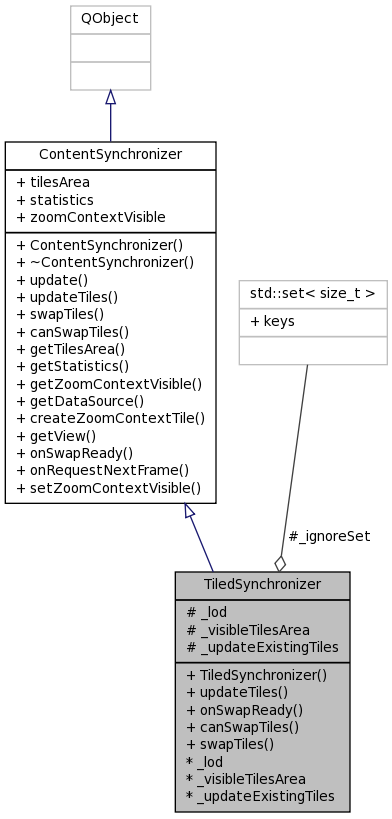 QObject
ContentSynchronizer
+ tilesArea
+ statistics
+ zoomContextVisible
+ ContentSynchronizer()
+ ~ContentSynchronizer()
+ update()
+ updateTiles()
+ swapTiles()
+ canSwapTiles()
+ getTilesArea()
+ getStatistics()
+ getZoomContextVisible()
+ getDataSource()
+ createZoomContextTile()
+ getView()
+ onSwapReady()
+ onRequestNextFrame()
+ setZoomContextVisible()
std::set< size_t >
+ keys
#_ignoreSet
TiledSynchronizer
# _lod
# _visibleTilesArea
# _updateExistingTiles
+ TiledSynchronizer()
+ updateTiles()
+ onSwapReady()
+ canSwapTiles()
+ swapTiles()
* _lod
* _visibleTilesArea
* _updateExistingTiles